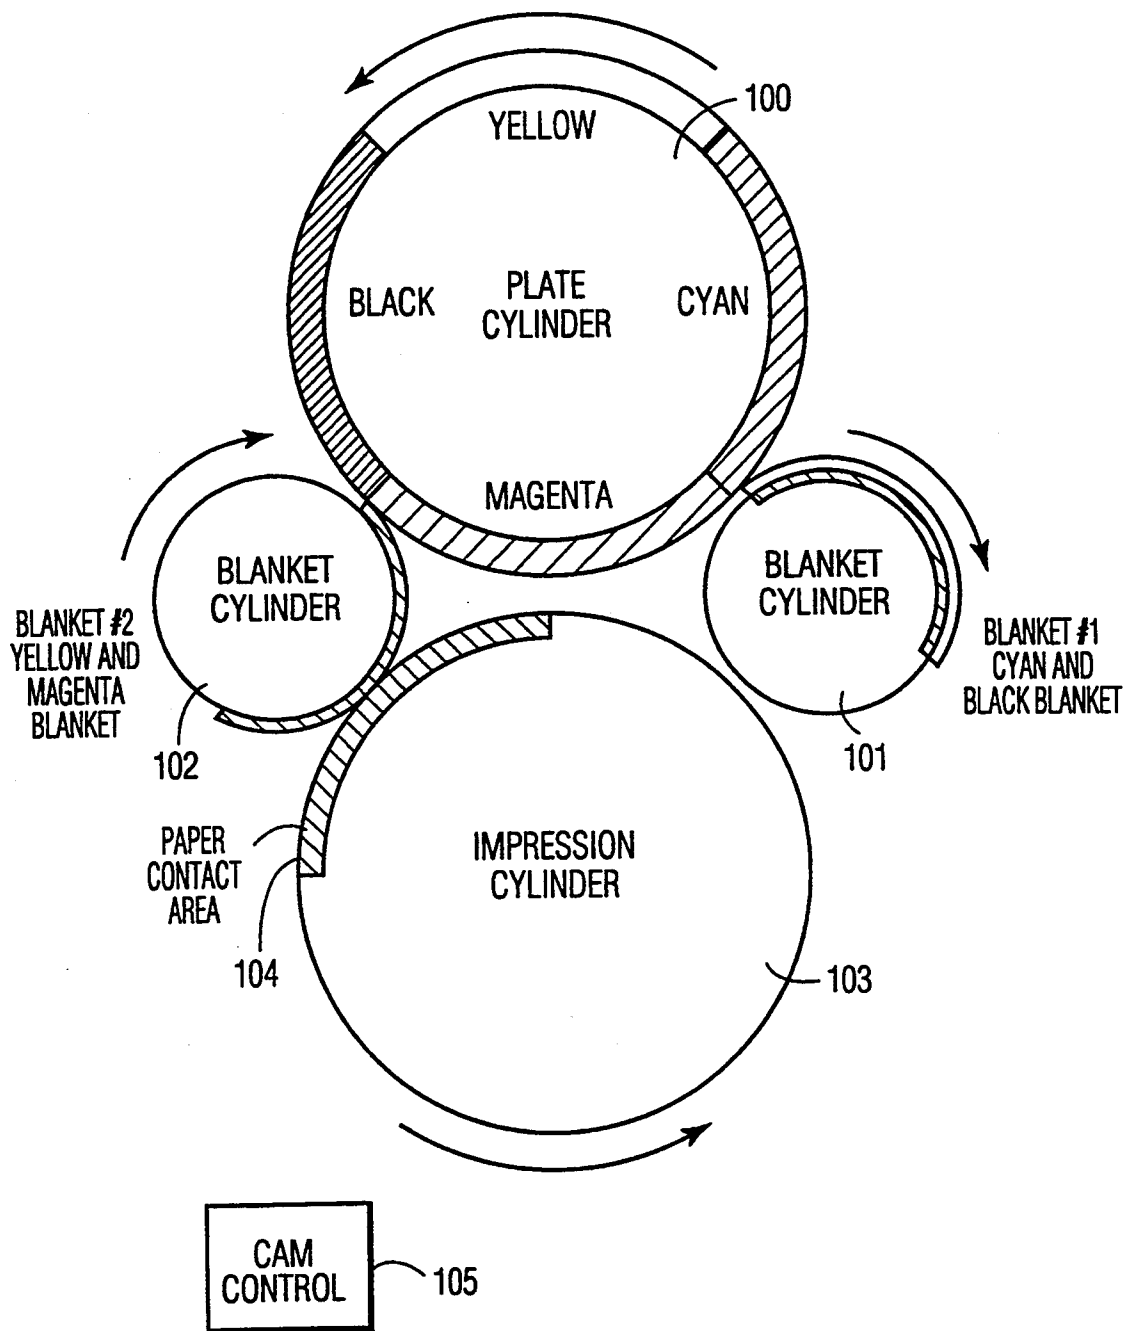 100
YELLOW
BLACK
PLATE
CYLINDER
CYAN
MAGENTA
BLANKET
CYLINDER
BLANKET #2
YELLOW AND
MAGENTA
BLANKET
102
BLANKET
CYLINDER
BLANKET #1
CYAN AND
BLACK BLANKET
101
PAPER
CONTACT
AREA
104
IMPRESSION
CYLINDER
103
CAM
CONTROL
105